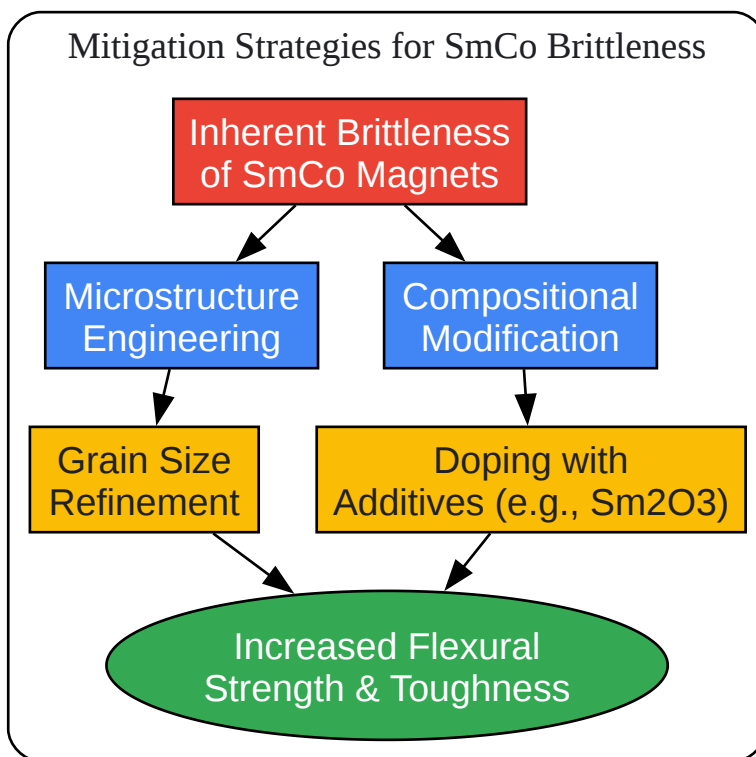 Mitigation Strategies for SmCo Brittleness
Inherent Brittleness
of SmCo Magnets
Microstructure
Engineering
Compositional
Modification
Grain Size
Refinement
Doping with
Additives (e.g., Sm2O3)
Increased Flexural
Strength & Toughness